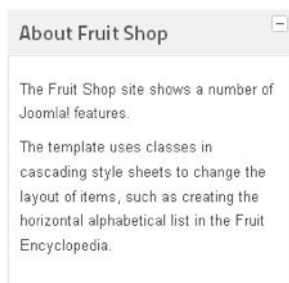 About Fruit Shop
The Fruit Shop site shows a number of
Joomla! features.
The template uses classes in
cascading style sheets to change the
layout of items, such as creating the
horizontal alphabetical list in the Fruit
Encyclopedia.